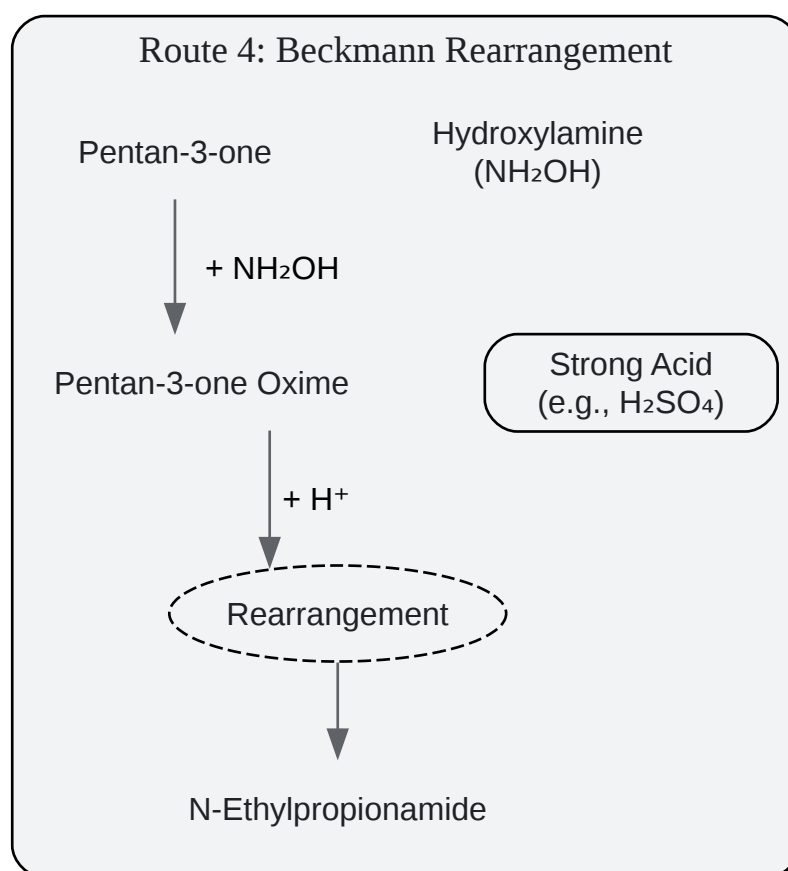 Route 4: Beckmann Rearrangement
Pentan-3-one
Hydroxylamine
(NH₂OH)
+ NH₂OH
Pentan-3-one Oxime
Strong Acid
(e.g., H₂SO₄)
+ H⁺
Rearrangement
N-Ethylpropionamide